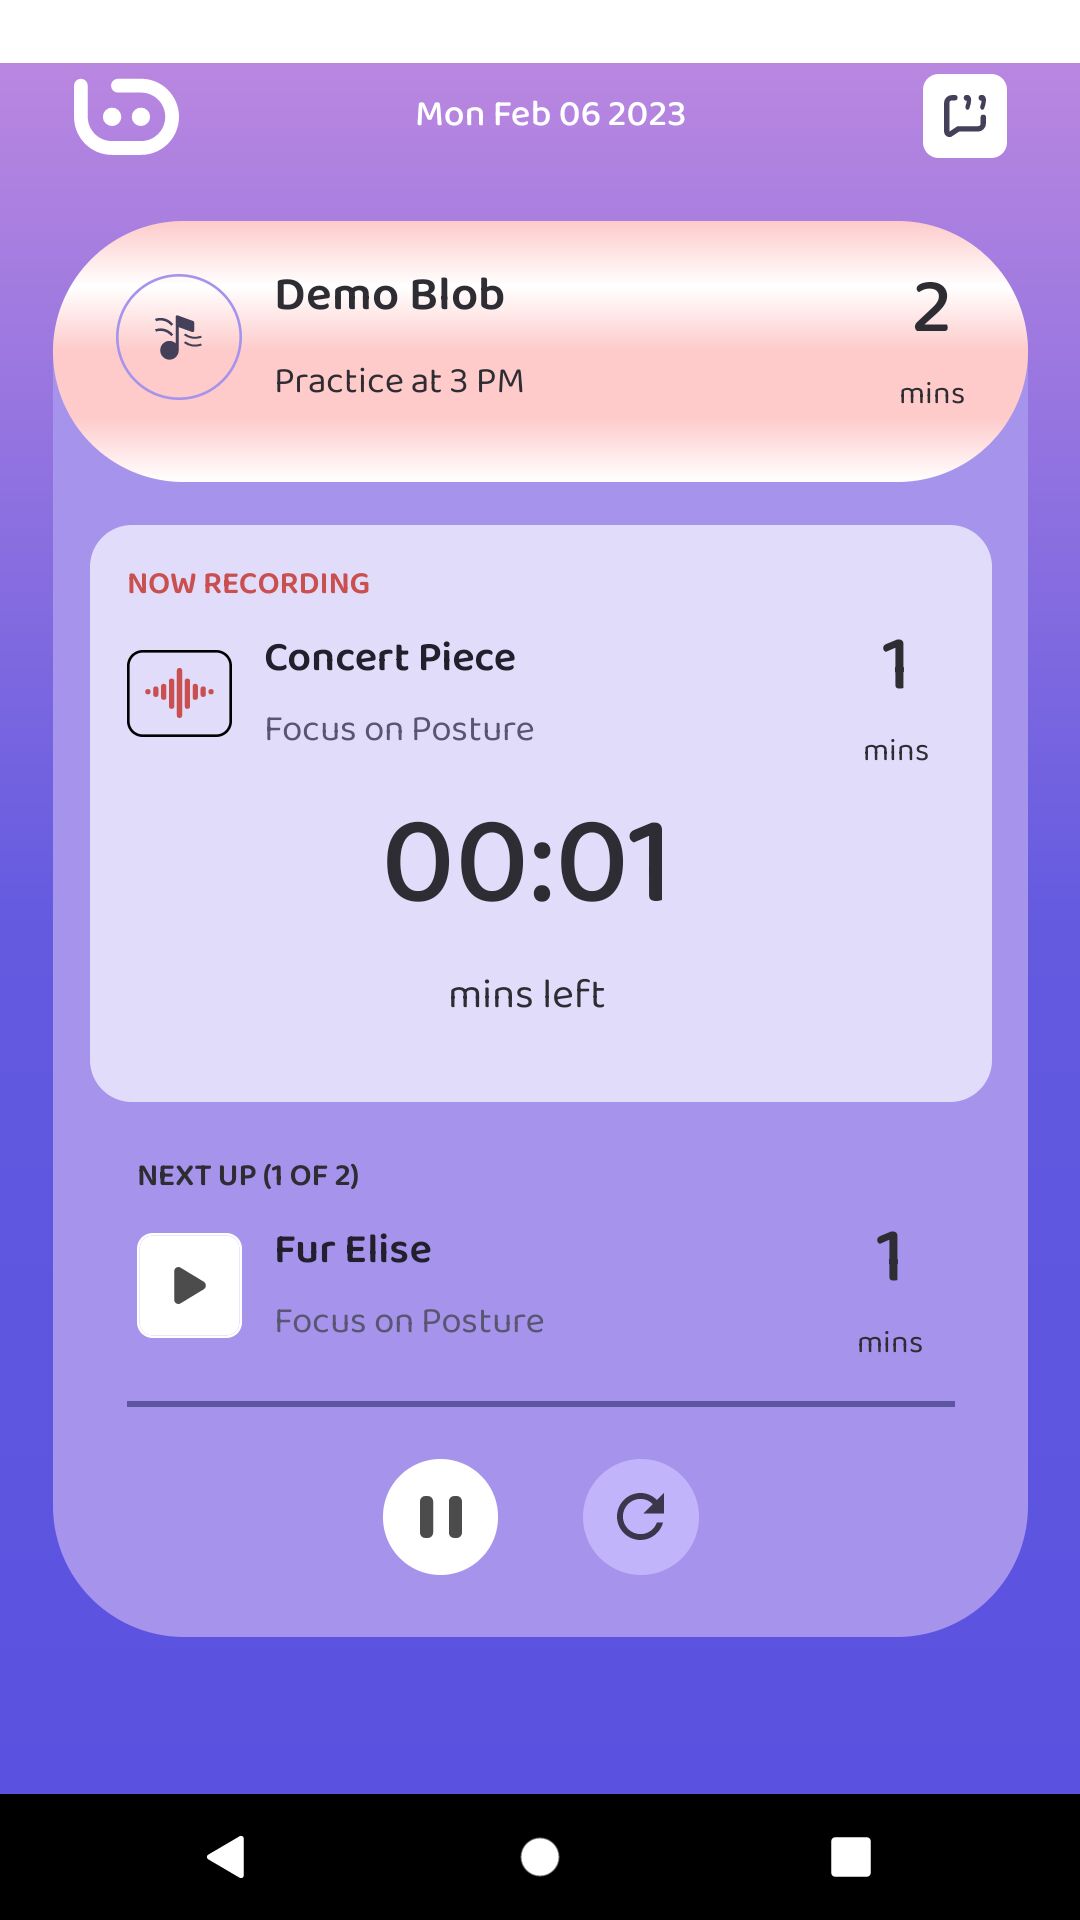 Mon Feb 06 2023
Demo Blob
Practice at 3 PM
2
mins
NOW RECORDING
Concert Piece
Focus on Posture
1
mins
00:01
mins left
NEXT UP (1 OF 2)
Fur Elise
Focus on Posture
1
mins